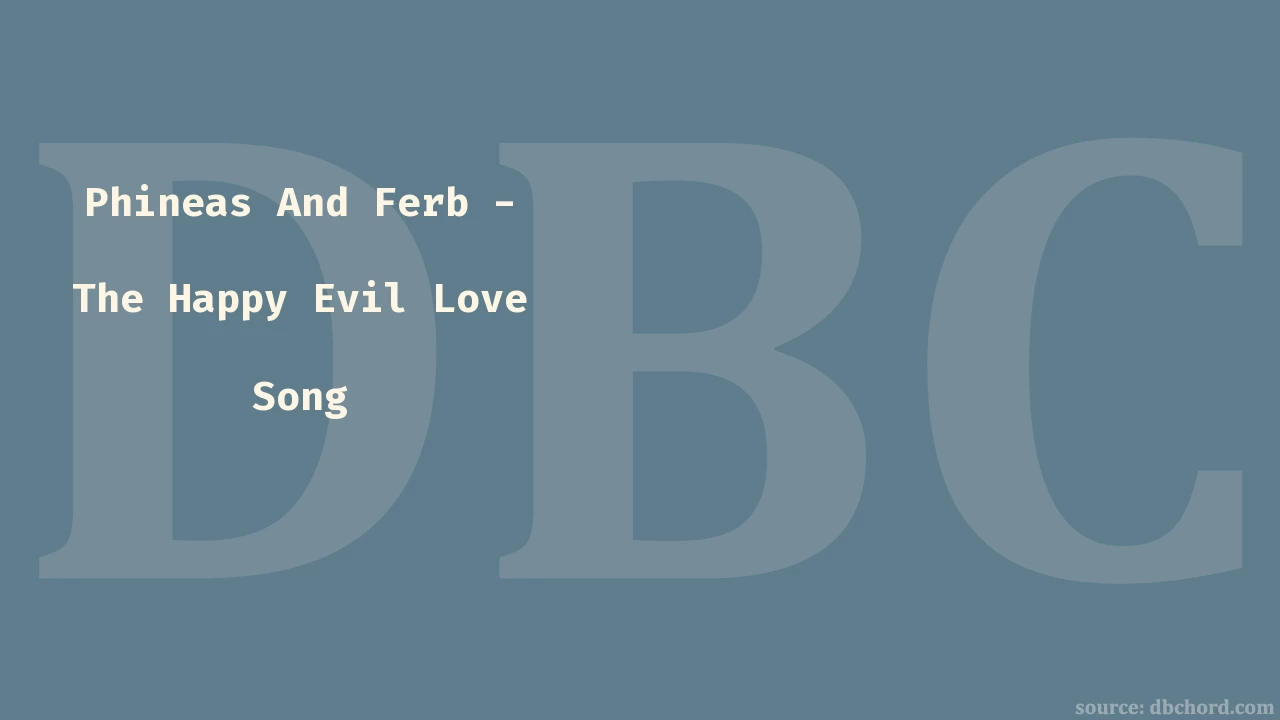 DBC
Phineas And Ferb -
The Happy Evil Love
Song
source: dbchord.com